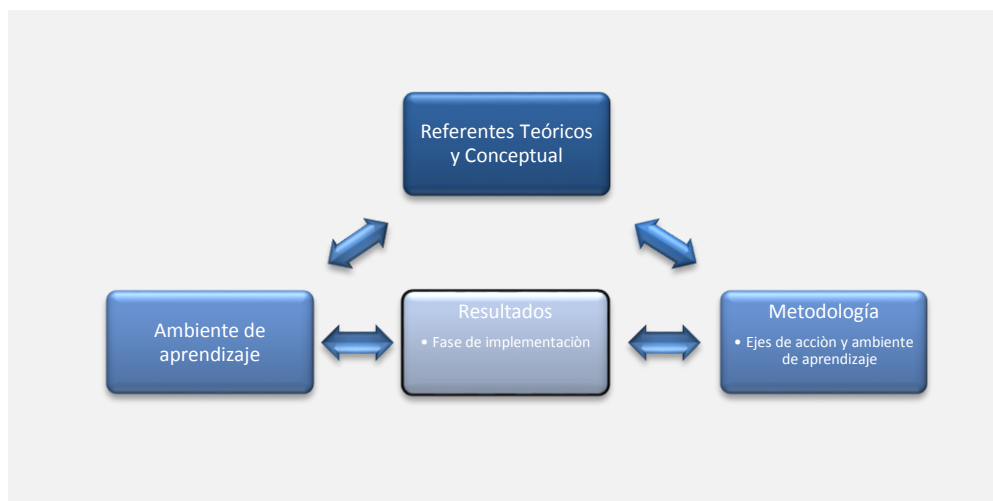 Referentes Teóricos
y Conceptual
Ambiente de
aprendizaje
Resultados
• Fase de implementaciòn
Metodología
• Ejes de acciòn y ambiente
de aprendizaje